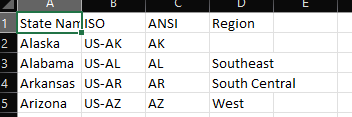 A B C D E
1 State Nam ISO ANSI Region
2 Alaska US-AK AK
3 Alabama US-AL AL Southeast
4 Arkansas US-AR AR South Central
5 Arizona US-AZ AZ West